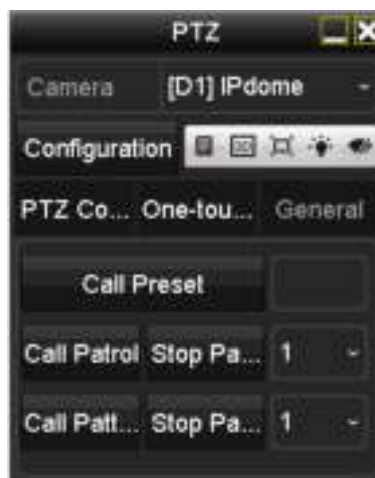 PTZ
Camera [D1] IPdome
Configuration
PTZ Co... One-tou... General
Call Preset
Call Patrol Stop Pa... 1
Call Patt... Stop Pa... 1